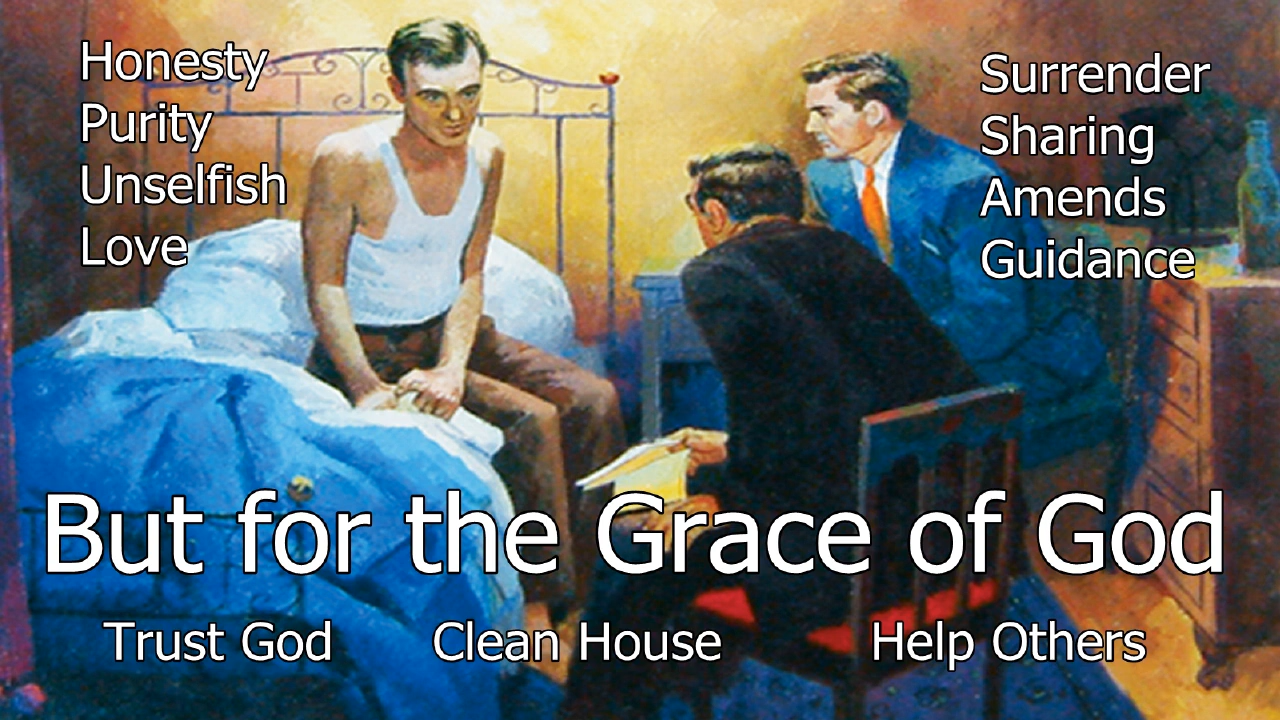 Honesty
Purity
Unselfish
Love
Surrender
Sharing
Amends
Guidance
But for the Grace of God
Trust God
Clean House
Help Others